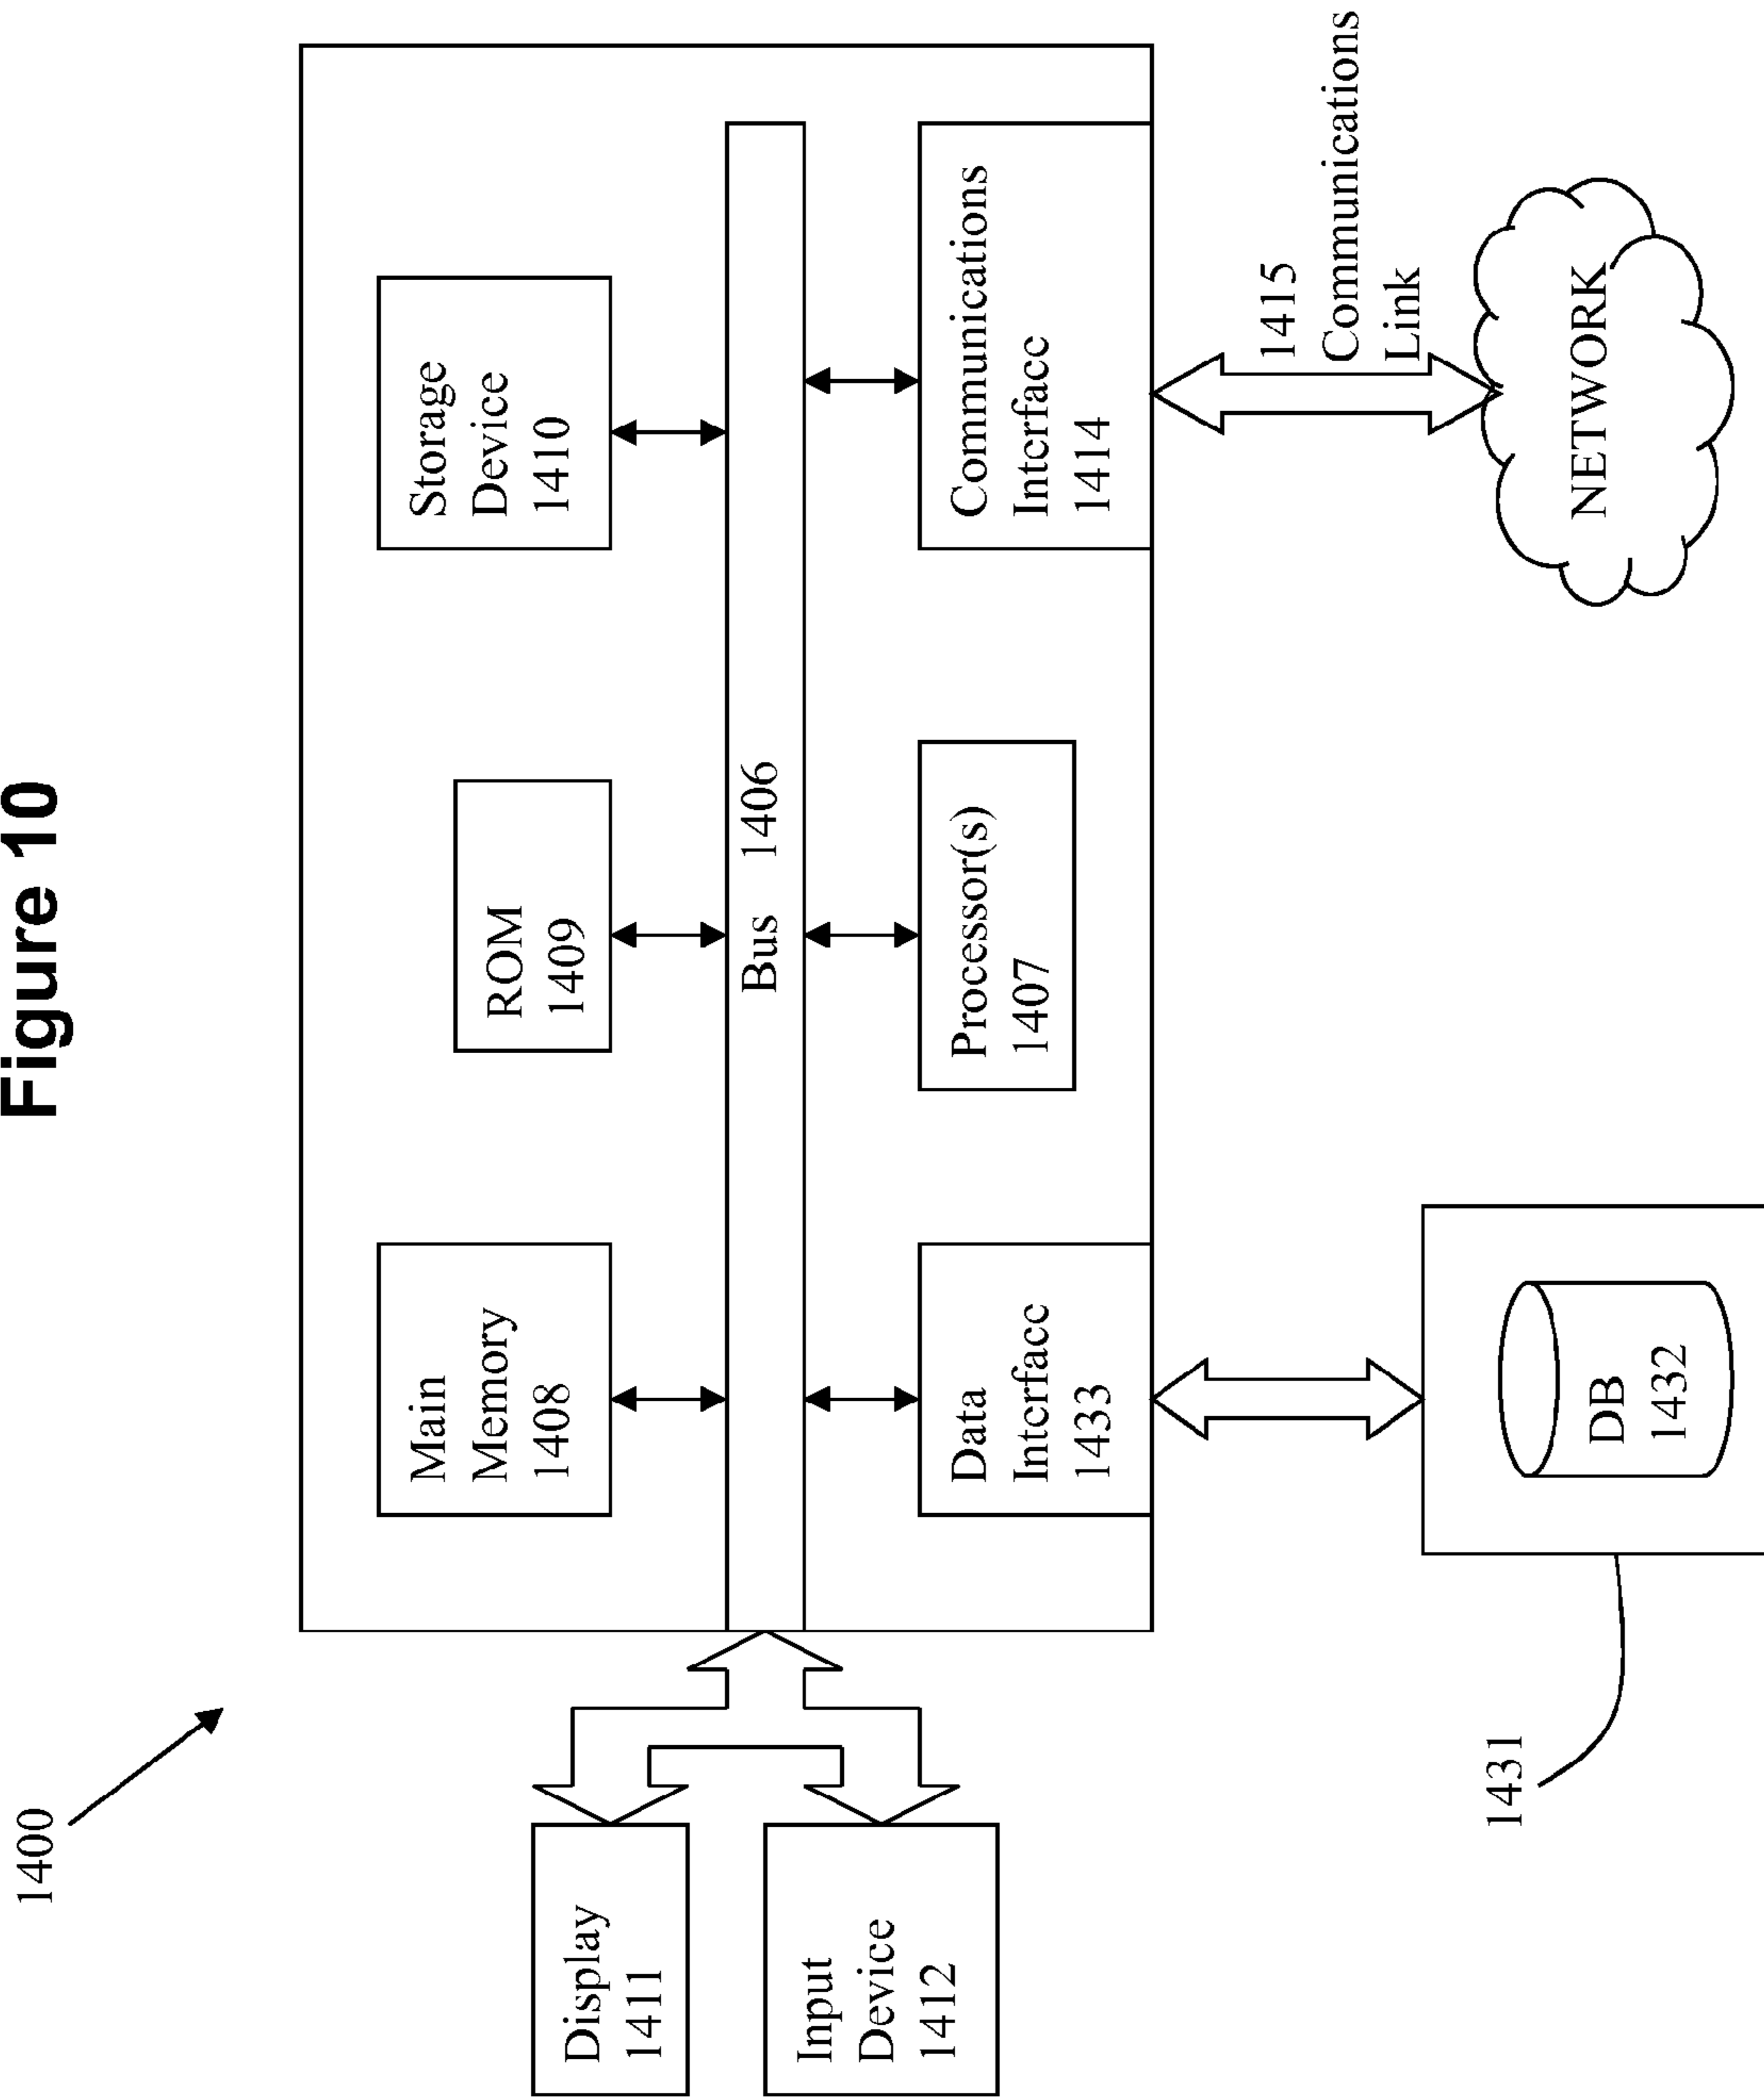 Figure 10
1400
Main
Memory
1408
ROM
1409
Storage
Device
1410
Display
1411
Bus 1406
Input
Device
1412
Data
Interface
1433
Processor(s)
1407
Communications
Interface
1414
1415
Communications
Link
1431
DB
1432
NETWORK